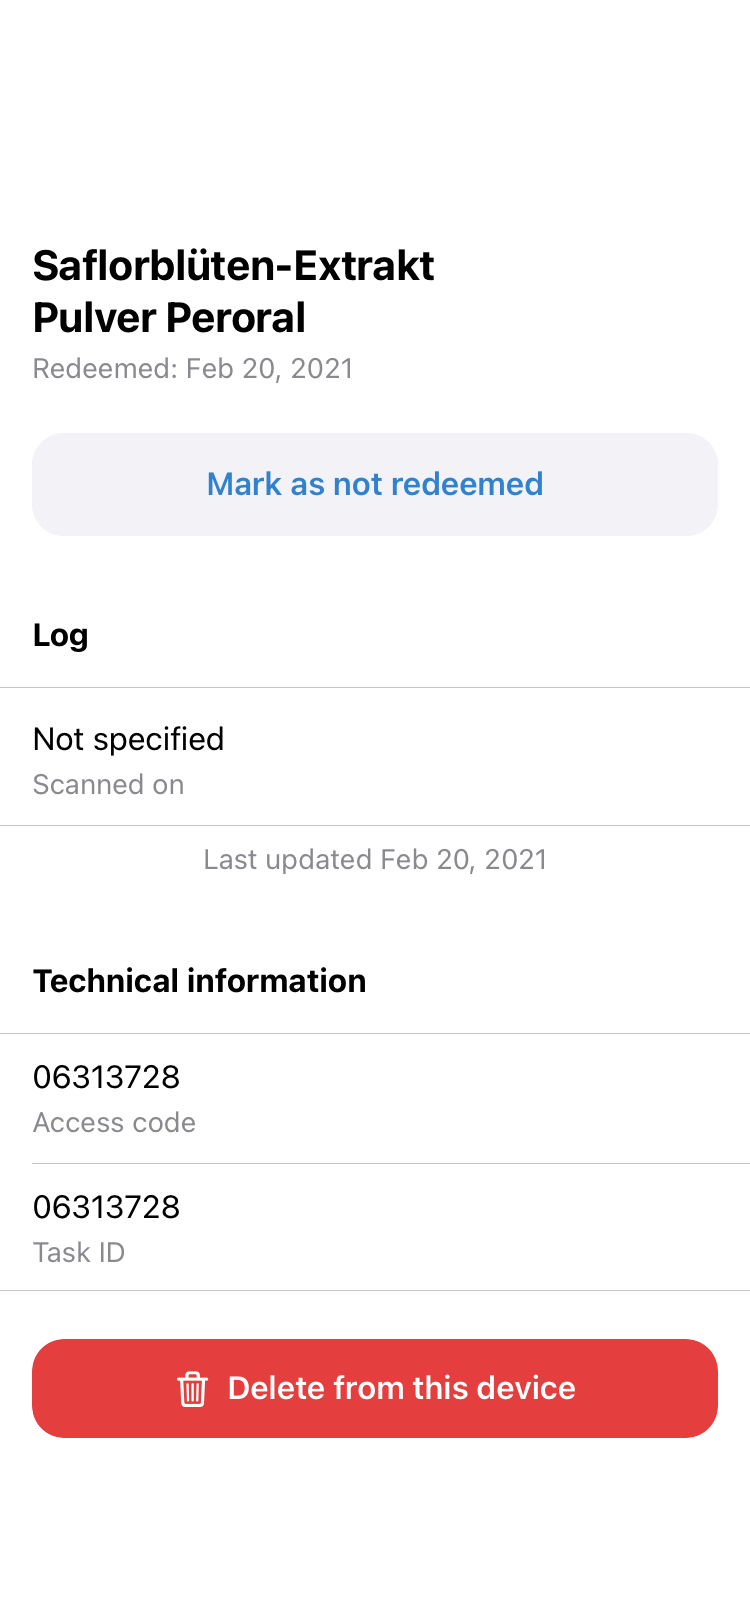 Saflorblüten-Extrakt
Pulver Peroral
Redeemed: Feb 20, 2021
Mark as not redeemed
Log
Not specified
Scanned on
Last updated Feb 20, 2021
Technical information
06313728
Access code
06313728
Task ID
Delete from this device